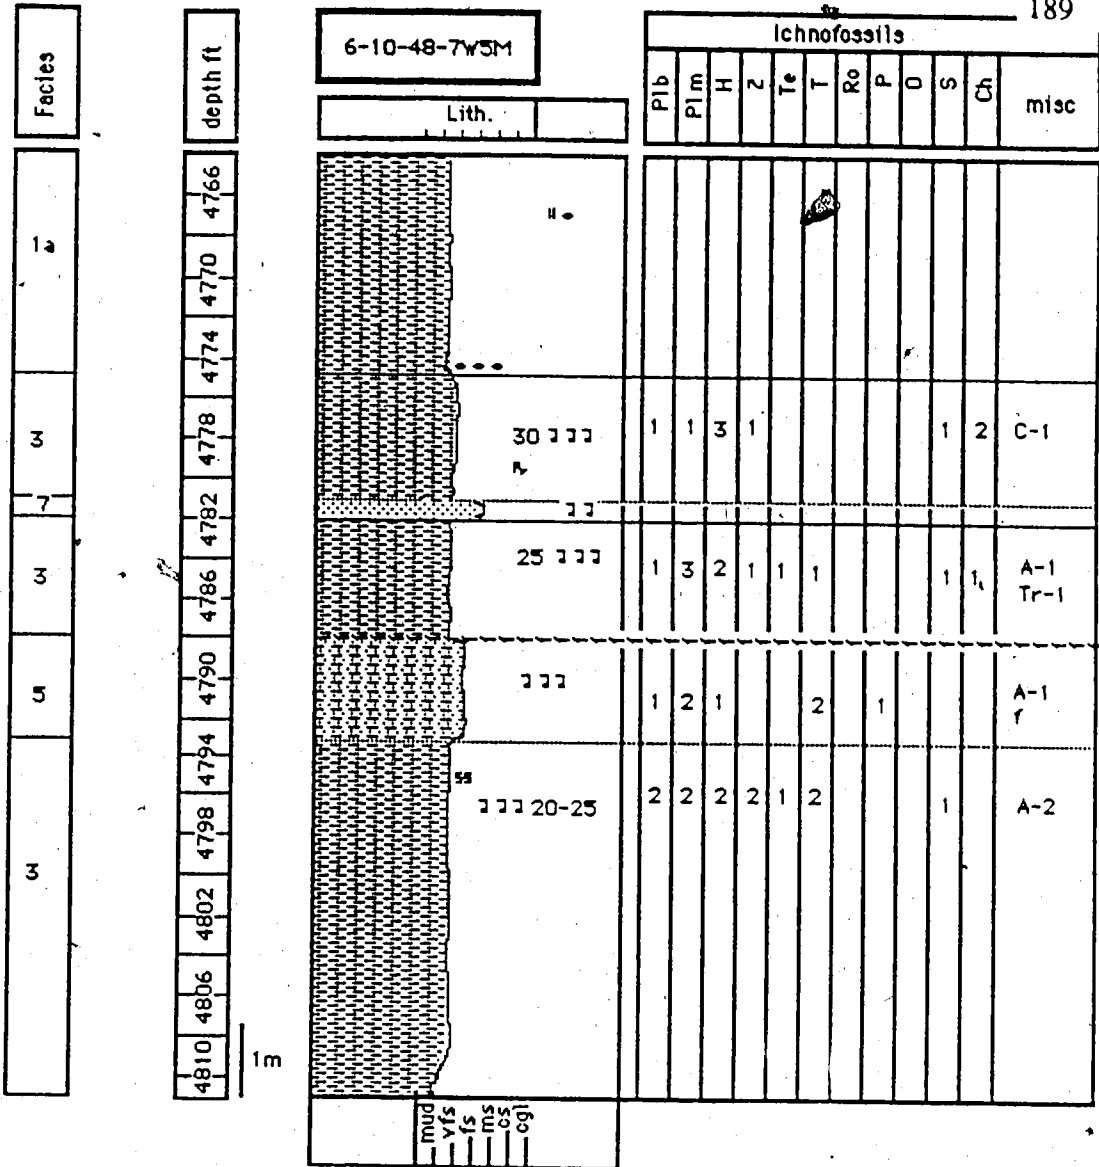 189
6-10-48-7W5M
Ichnofossils
Facies
depth ft
Lith.
Plb Plm H Z Te T Ro P O S Ch misc
4766
1a
4770
4774
3 4778 30 1 1 3 1 1 2 C-1
7 4782
3 4786 25 1 3 2 1 1 1 1 1 A-1
Tr-1
5 4790 1 2 1 2 1 A-1
f
4794
ss
4798 20-25 2 2 2 2 1 2 1 A-2
3
4802
4806
4810 1m
mud vfs fs ms cs cgl